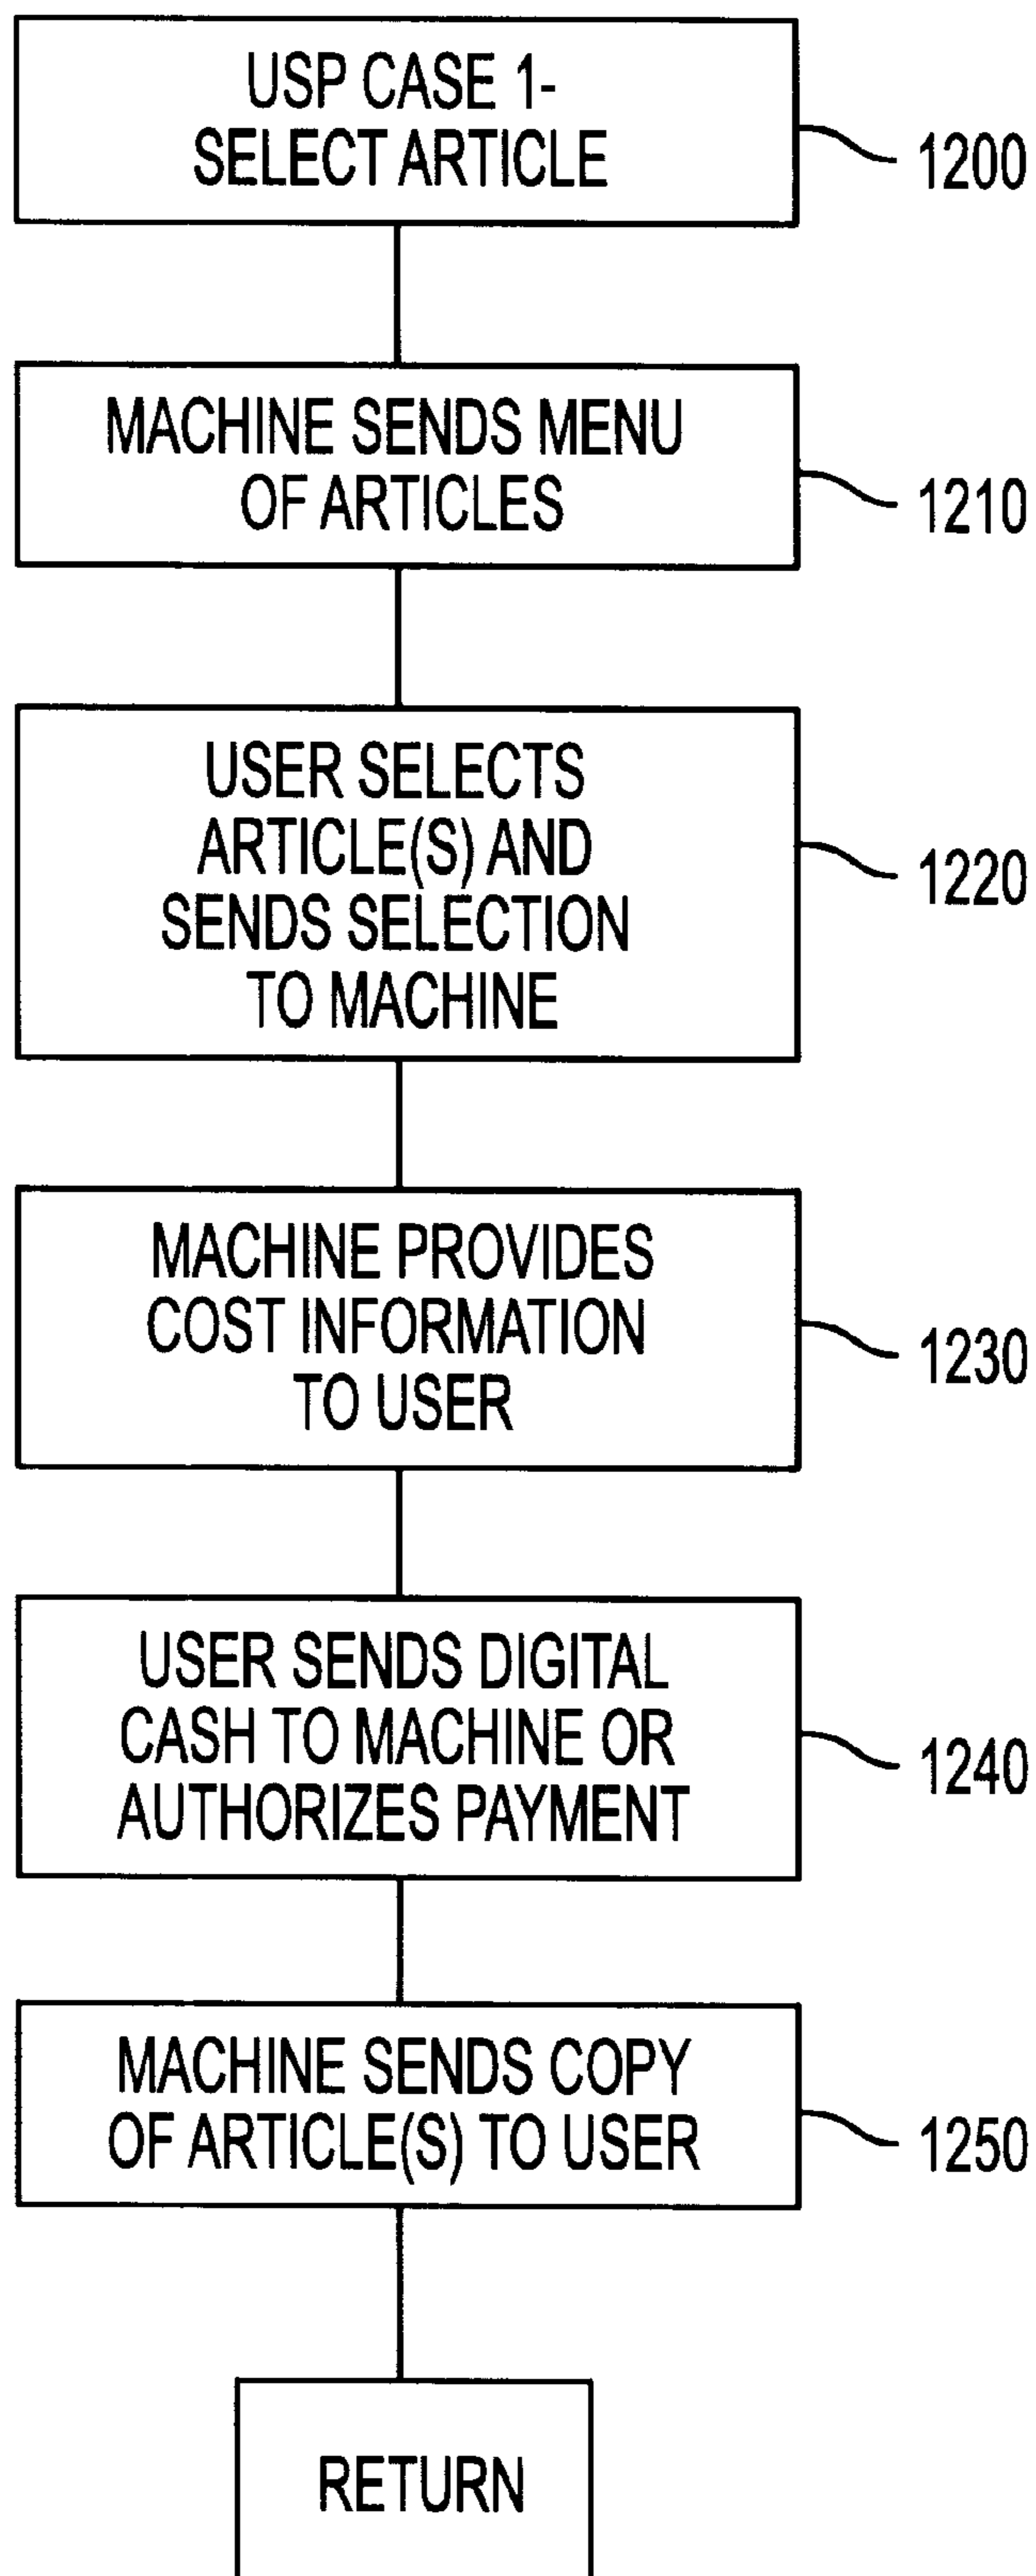 USP CASE 1-
SELECT ARTICLE
1200
MACHINE SENDS MENU
OF ARTICLES
1210
USER SELECTS
ARTICLE(S) AND
SENDS SELECTION
TO MACHINE
1220
MACHINE PROVIDES
COST INFORMATION
TO USER
1230
USER SENDS DIGITAL
CASH TO MACHINE OR
AUTHORIZES PAYMENT
1240
MACHINE SENDS COPY
OF ARTICLE(S) TO USER
1250
RETURN